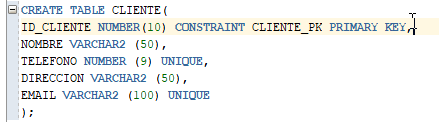 CREATE TABLE CLIENTE(
ID_CLIENTE NUMBER(10) CONSTRAINT CLIENTE_PK PRIMARY KEY,
NOMBRE VARCHAR2 (50),
TELEFONO NUMBER (9) UNIQUE,
DIRECCION VARCHAR2 (50),
EMAIL VARCHAR2 (100) UNIQUE
);